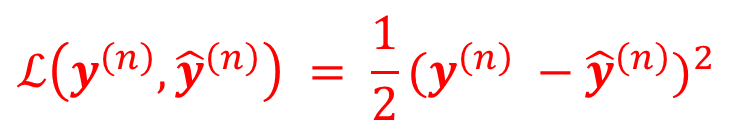 ℒ(𝒚⁽ⁿ⁾, 𝒚̂⁽ⁿ⁾) = 1/2 (𝒚⁽ⁿ⁾ − 𝒚̂⁽ⁿ⁾)²